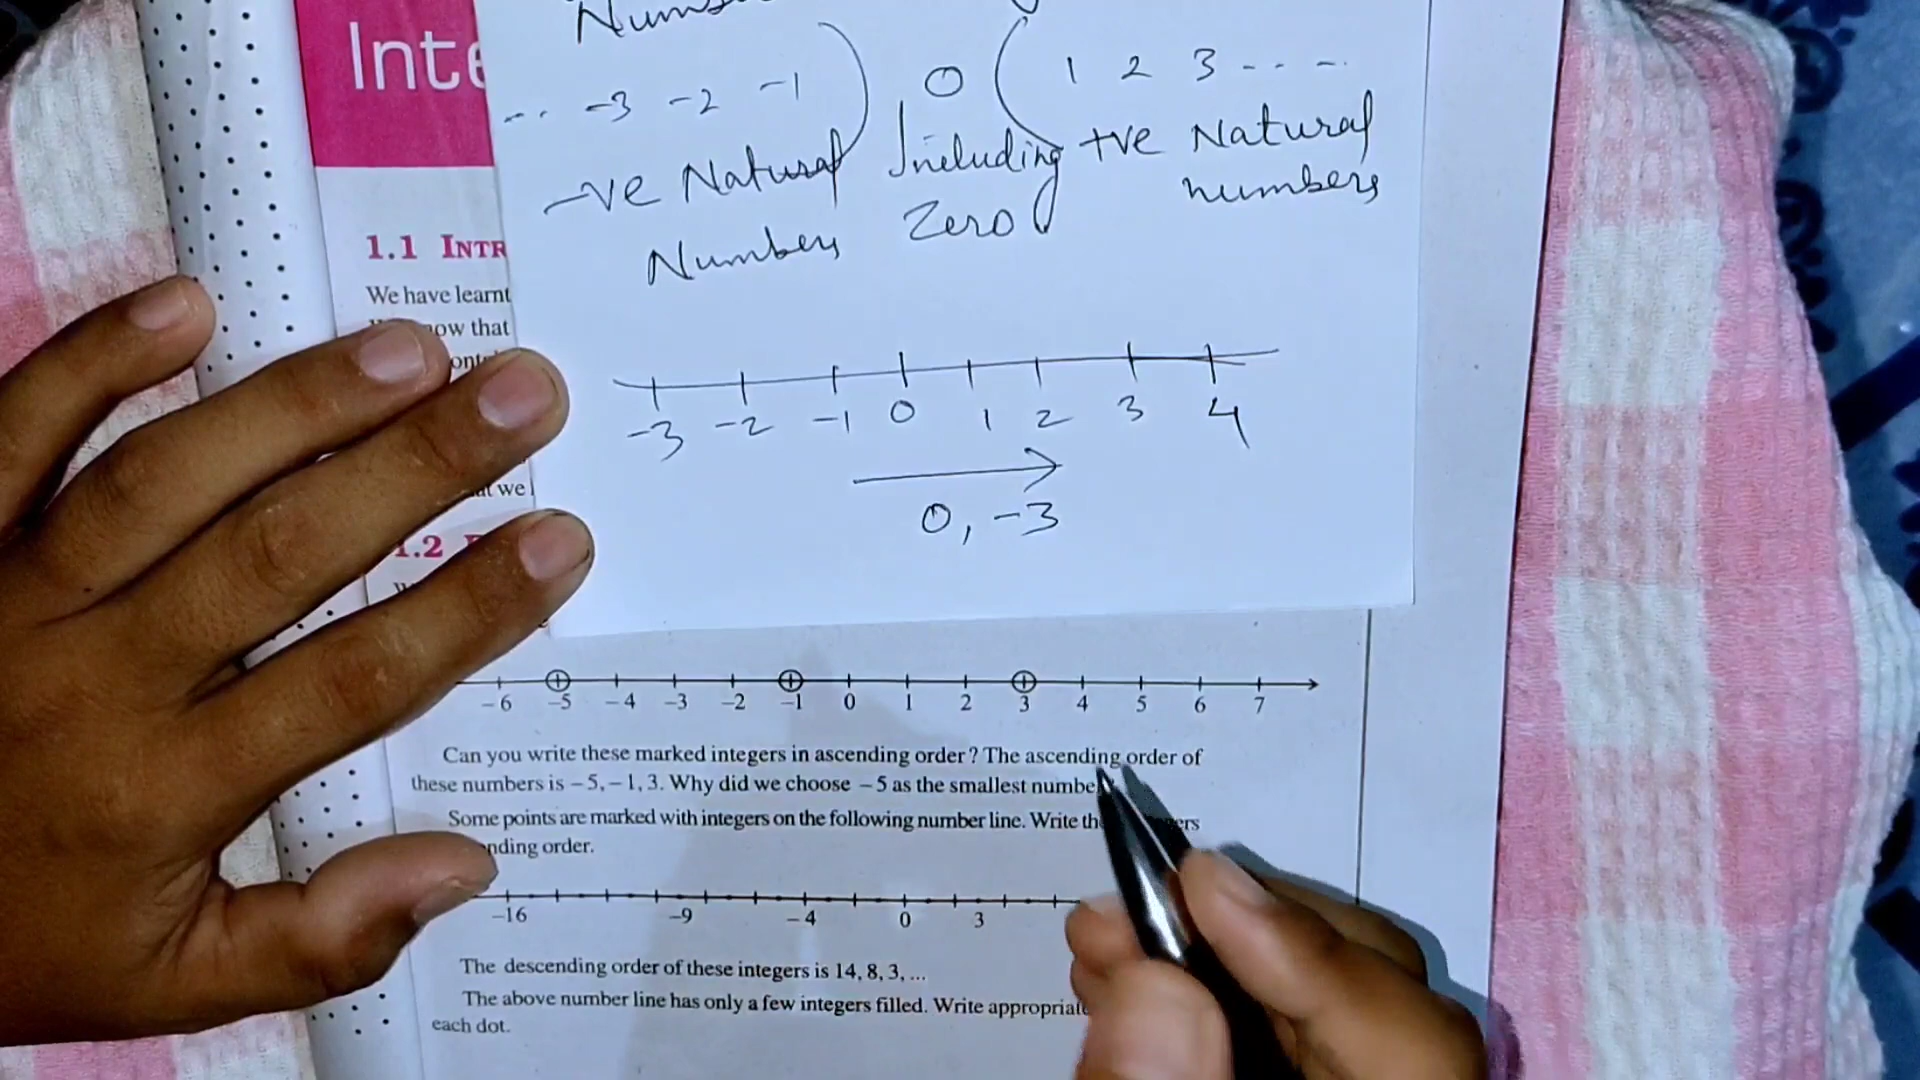 ... -3 -2 -1 0 1 2 3 ....
-ve Natural Including +ve Natural
Numbers Zero numbers
-3 -2 -1 0 1 2 3 4
0, -3
1.1
We have learnt
ow that
we
1.2
-6 -5 -4 -3 -2 -1 0 1 2 3 4 5 6 7
Can you write these marked integers in ascending order? The ascending order of
these numbers is -5, -1, 3. Why did we choose -5 as the smallest
Some points are marked with integers on the following number line. Write
order.
-16 -9 -4 0 3
The descending order of these integers is 14, 8, 3, ...
The above number line has only a few integers filled. Write
each dot.